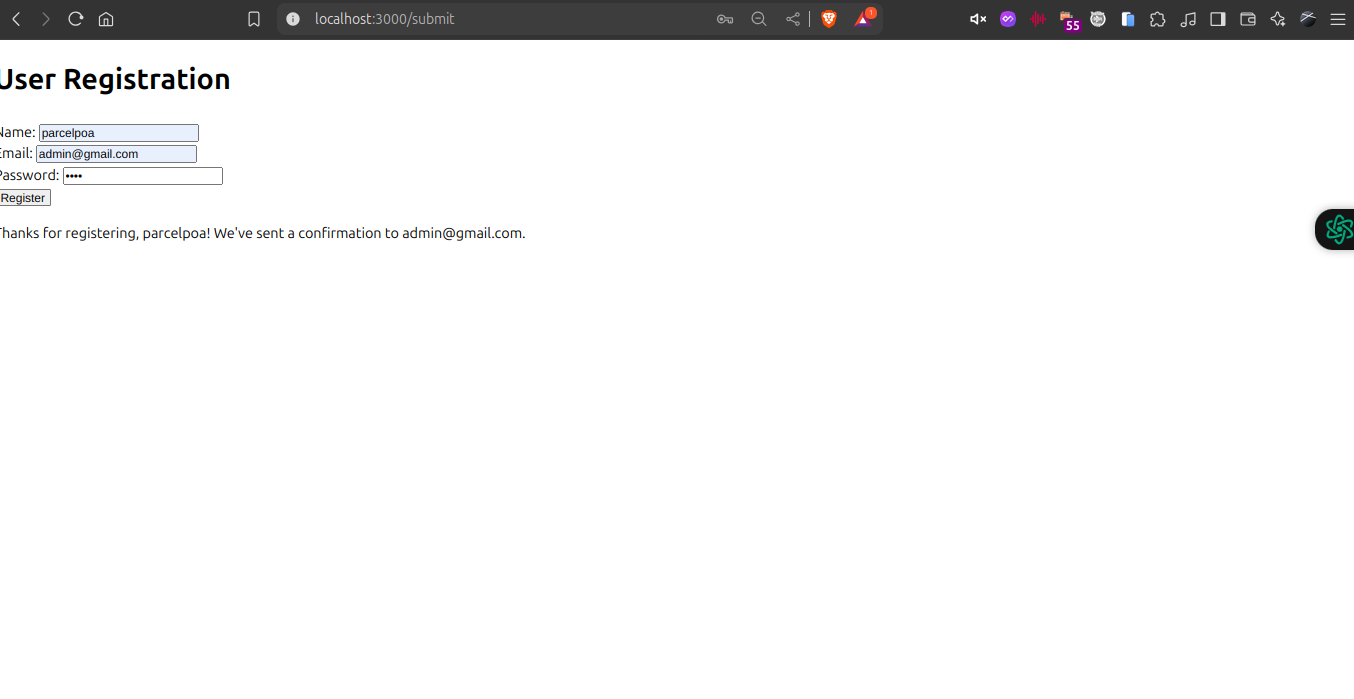 localhost:3000/submit
1
55
User Registration
Name: parcelpoa
Email: admin@gmail.com
Password: ••••
Register
Thanks for registering, parcelpoa! We've sent a confirmation to admin@gmail.com.